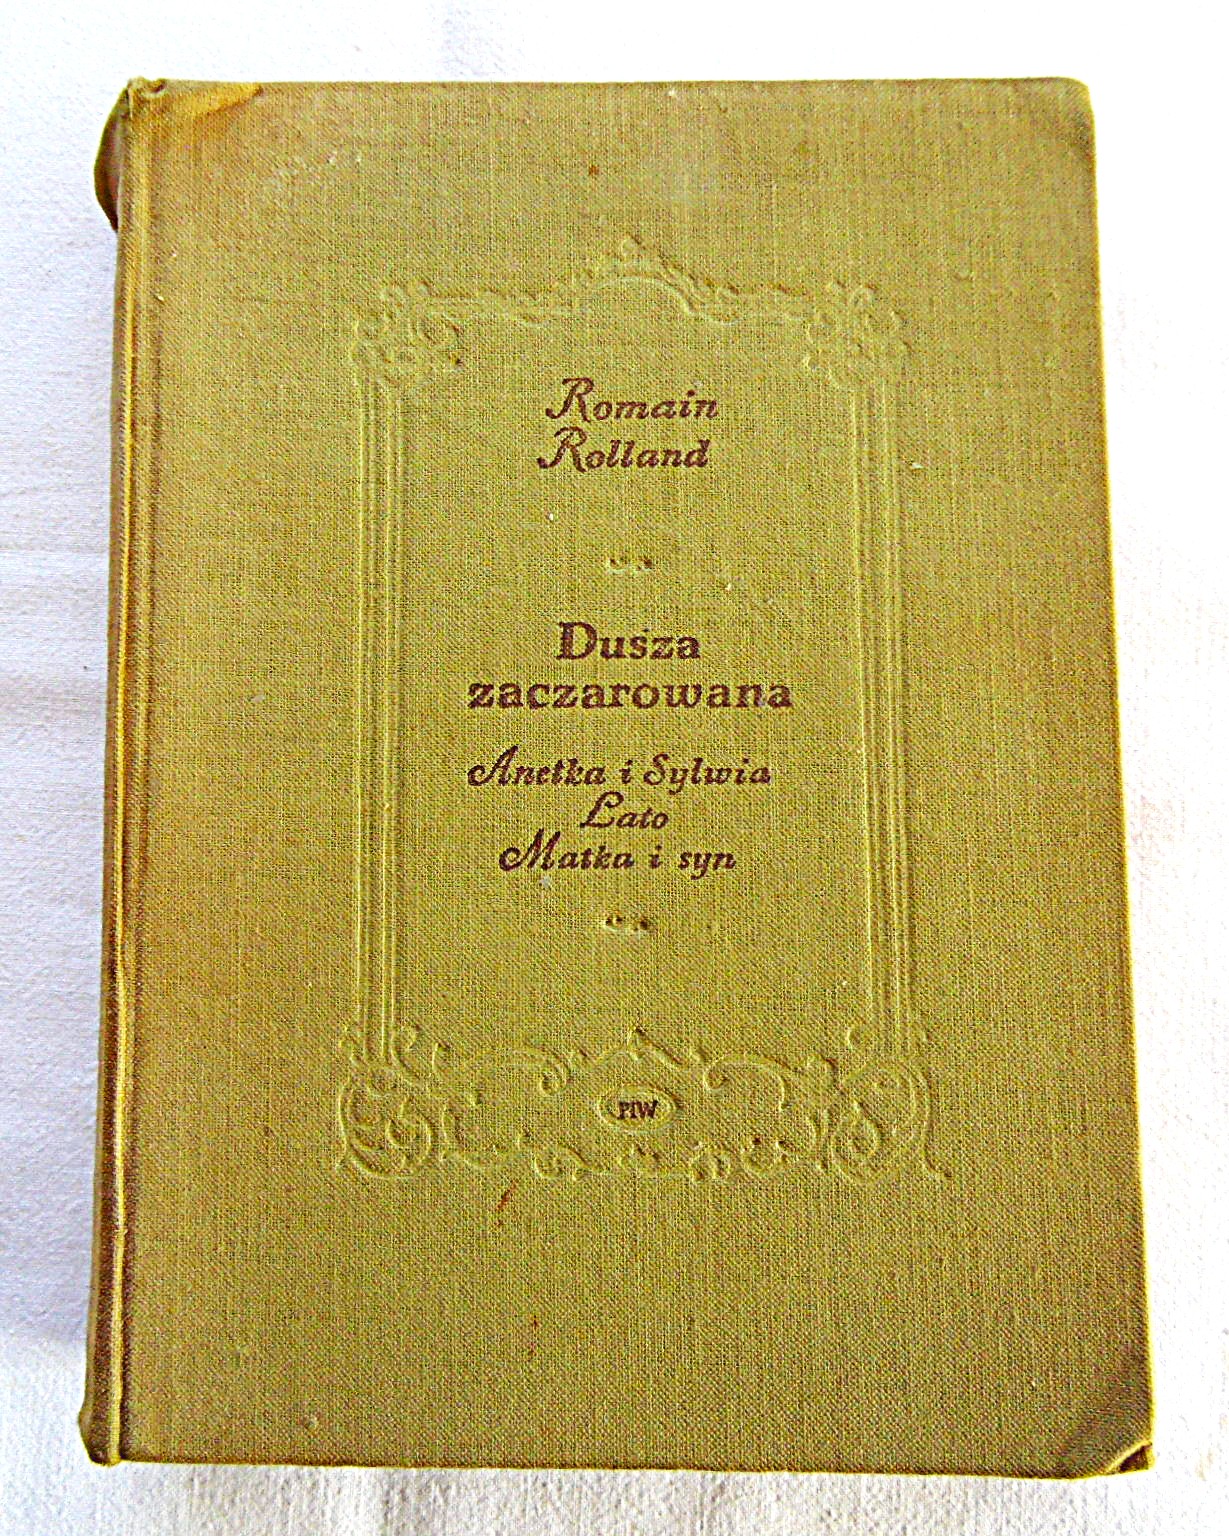 Romain
Rolland
Dusza
zaczarowana
Anetka i Sylwia
Lato
Matka i syn
PIW